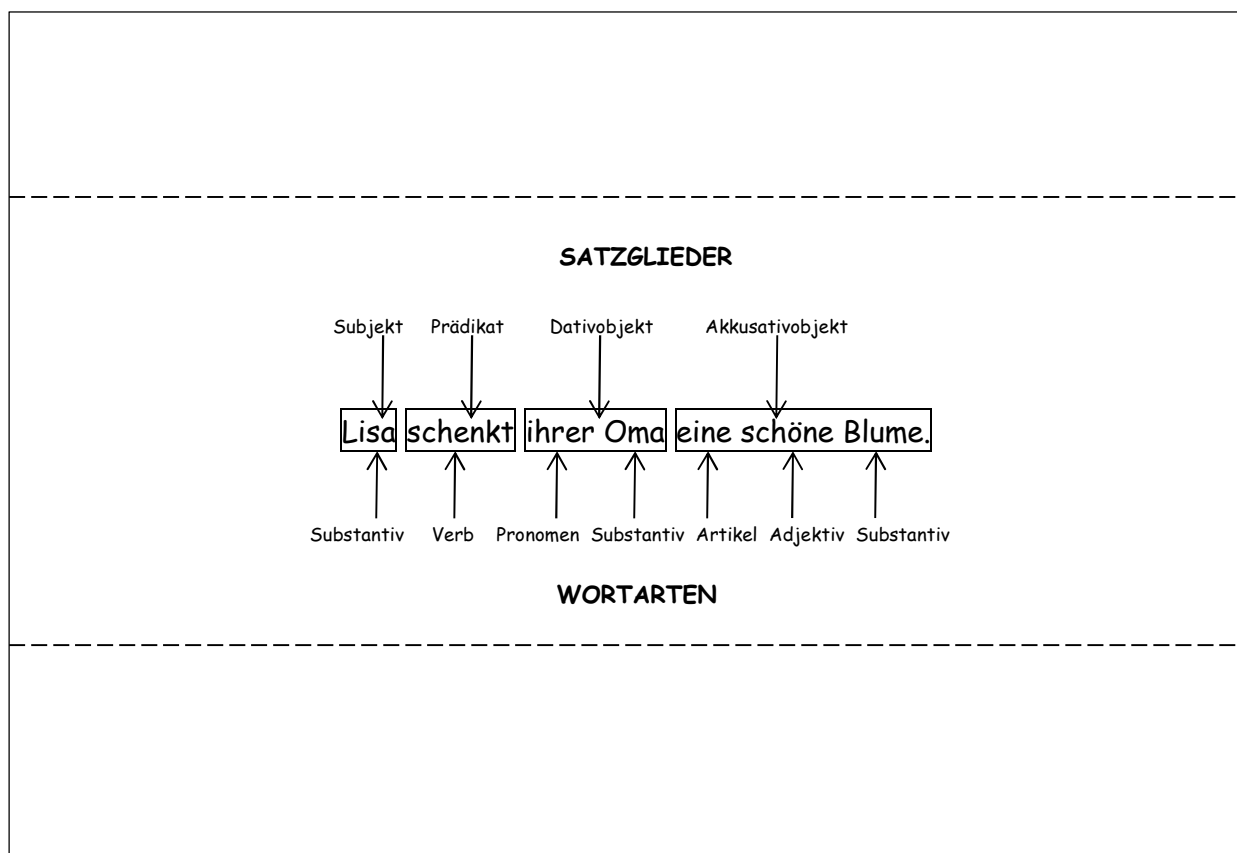 SATZGLIEDER
Subjekt Prädikat Dativobjekt Akkusativobjekt
Lisa schenkt ihrer Oma eine schöne Blume.
Substantiv Verb Pronomen Substantiv Artikel Adjektiv Substantiv
WORTARTEN